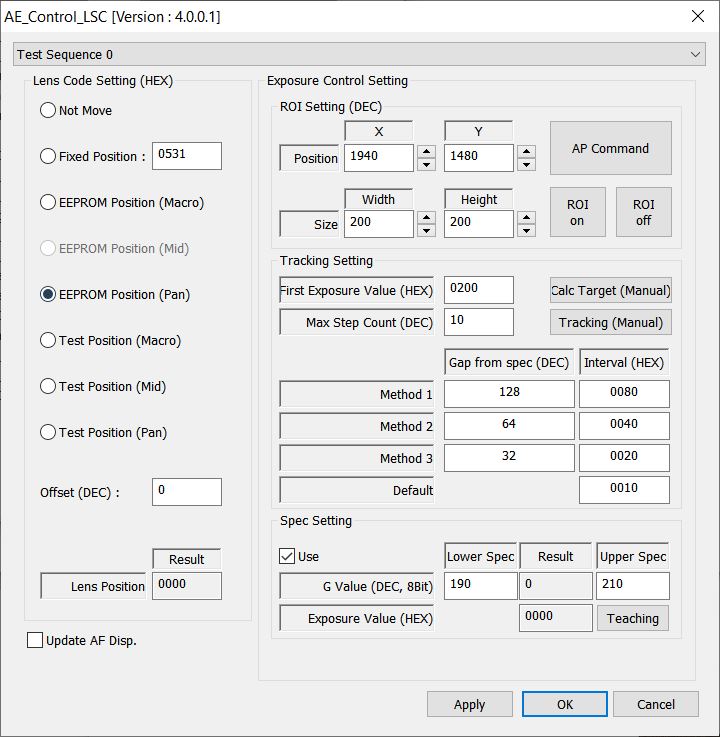 AE_Control_LSC [Version : 4.0.0.1]
Test Sequence 0
Lens Code Setting (HEX)
Not Move
Fixed Position : 0531
EEPROM Position (Macro)
EEPROM Position (Mid)
EEPROM Position (Pan)
Test Position (Macro)
Test Position (Mid)
Test Position (Pan)
Offset (DEC) : 0
Result
Lens Position 0000
Update AF Disp.
Exposure Control Setting
ROI Setting (DEC)
X Y
Position 1940 1480
AP Command
Width Height
Size 200 200
ROI on
ROI off
Tracking Setting
First Exposure Value (HEX) 0200 Calc Target (Manual)
Max Step Count (DEC) 10 Tracking (Manual)
Gap from spec (DEC) Interval (HEX)
Method 1 128 0080
Method 2 64 0040
Method 3 32 0020
Default 0010
Spec Setting
Use Lower Spec Result Upper Spec
G Value (DEC, 8Bit) 190 0 210
Exposure Value (HEX) 0000 Teaching
Apply OK Cancel